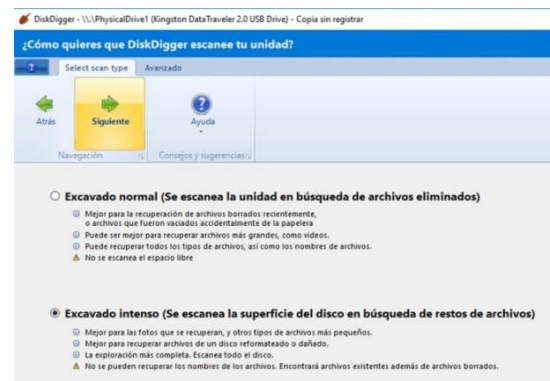 DiskDigger - \\.\PhysicalDrive1 (Kingston DataTraveler 2.0 USB Drive) - Copia sin registrar
¿Cómo quieres que DiskDigger escanee tu unidad?
?
Select scan type
Avanzado
Atrás
Siguiente
?
Ayuda
Navegación
Consejos y sugerencias
Excavado normal (Se escanea la unidad en búsqueda de archivos eliminados)
Mejor para la recuperación de archivos borrados recientemente,
o archivos que fueron vaciados accidentalmente de la papelera
Puede ser mejor para recuperar archivos más grandes, como videos.
Puede recuperar todos los tipos de archivos, así como los nombres de archivos.
No se escanea el espacio libre
Excavado intenso (Se escanea la superficie del disco en búsqueda de restos de archivos)
Mejor para las fotos que se recuperan, y otros tipos de archivos más pequeños.
Mejor para recuperar archivos de un disco reformateado o dañado.
La exploración más completa. Escanea todo el disco.
No se pueden recuperar los nombres de los archivos. Encontrará archivos existentes además de archivos borrados.